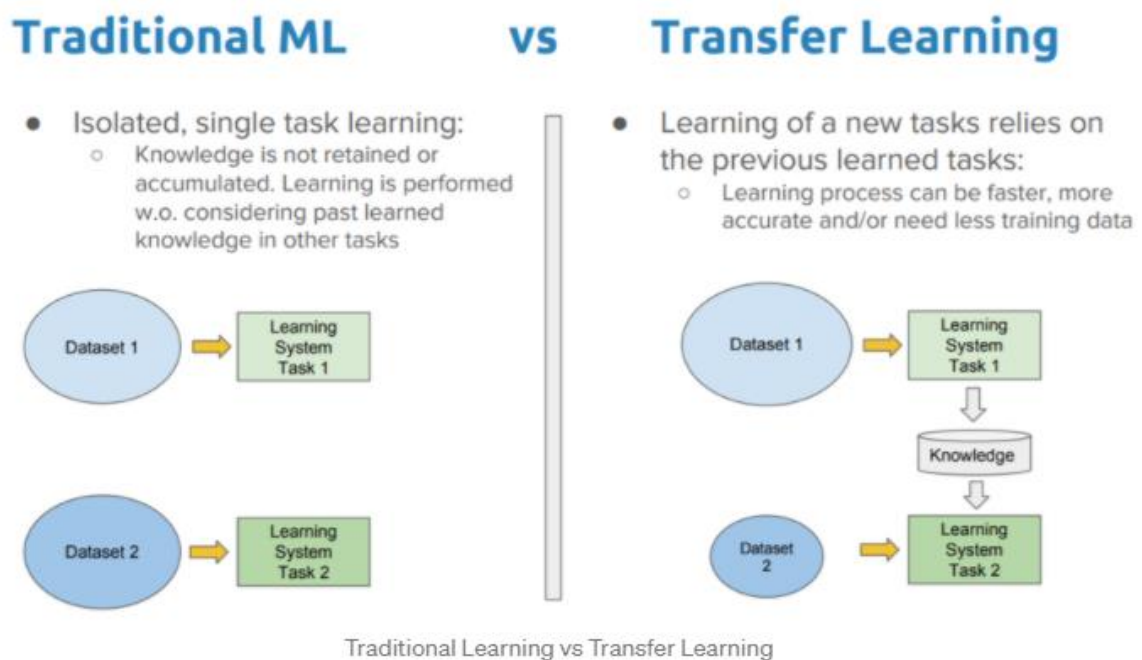 Traditional ML vs Transfer Learning
● Isolated, single task learning:
○ Knowledge is not retained or
accumulated. Learning is performed
w.o. considering past learned
knowledge in other tasks
● Learning of a new tasks relies on
the previous learned tasks:
○ Learning process can be faster, more
accurate and/or need less training data
Dataset 1
Learning
System
Task 1
Dataset 2
Learning
System
Task 2
Dataset 1
Learning
System
Task 1
Knowledge
Dataset
2
Learning
System
Task 2
Traditional Learning vs Transfer Learning